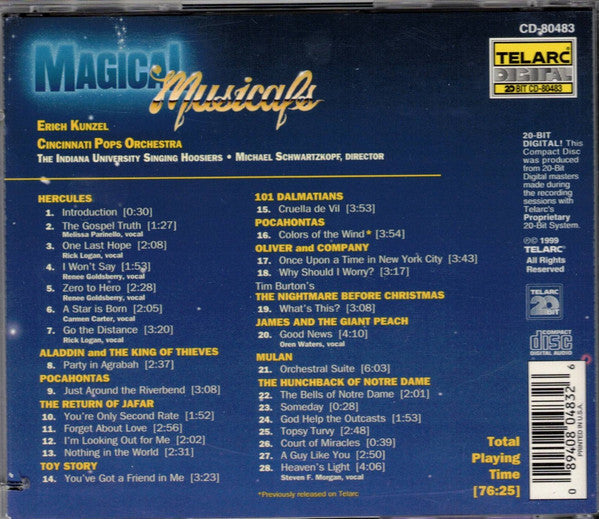 CD-80483
MAGICAL
Musicals
TELARC
DIGITAL
20 BIT CD-80483
ERICH KUNZEL
CINCINNATI POPS ORCHESTRA
THE INDIANA UNIVERSITY SINGING HOOSIERS • MICHAEL SCHWARTZKOPF, DIRECTOR
HERCULES
1. Introduction [0:30]
2. The Gospel Truth [1:27]
Melissa Parinello, vocal
3. One Last Hope [2:08]
Rick Logan, vocal
4. I Won't Say [1:53]
Renee Goldsberry, vocal
5. Zero to Hero [2:28]
Renee Goldsberry, vocal
6. A Star is Born [2:05]
Carmen Carter, vocal
7. Go the Distance [3:20]
Rick Logan, vocal
ALADDIN and THE KING OF THIEVES
8. Party in Agrabah [2:37]
POCAHONTAS
9. Just Around the Riverbend [3:08]
THE RETURN OF JAFAR
10. You're Only Second Rate [1:52]
11. Forget About Love [2:56]
12. I'm Looking Out for Me [2:02]
13. Nothing in the World [2:31]
TOY STORY
14. You've Got a Friend in Me [3:23]
101 DALMATIANS
15. Cruella de Vil [3:53]
POCAHONTAS
16. Colors of the Wind* [3:54]
OLIVER and COMPANY
17. Once Upon a Time in New York City [3:43]
18. Why Should I Worry? [3:17]
Tim Burton's
THE NIGHTMARE BEFORE CHRISTMAS
19. What's This? [3:08]
JAMES AND THE GIANT PEACH
20. Good News [4:10]
Oren Waters, vocal
MULAN
21. Orchestral Suite [6:03]
THE HUNCHBACK OF NOTRE DAME
22. The Bells of Notre Dame [2:01]
23. Someday [0:28]
24. God Help the Outcasts [1:53]
25. Topsy Turvy [2:48]
26. Court of Miracles [0:39]
27. A Guy Like You [2:50]
28. Heaven's Light [4:06]
Steven F. Morgan, vocal
*Previously released on Telarc
20-BIT
DIGITAL! This
Compact Disc
was produced
from 20-Bit
Digital masters
made during
the recording
sessions with
Telarc's
Proprietary
20-Bit System.
℗© 1999
TELARC®
All Rights
Reserved
TELARC
20 BIT
COMPACT
disc
DIGITAL AUDIO
Total
Playing
Time
[76:25]
0 89408 04832 6
PRINTED IN U.S.A.